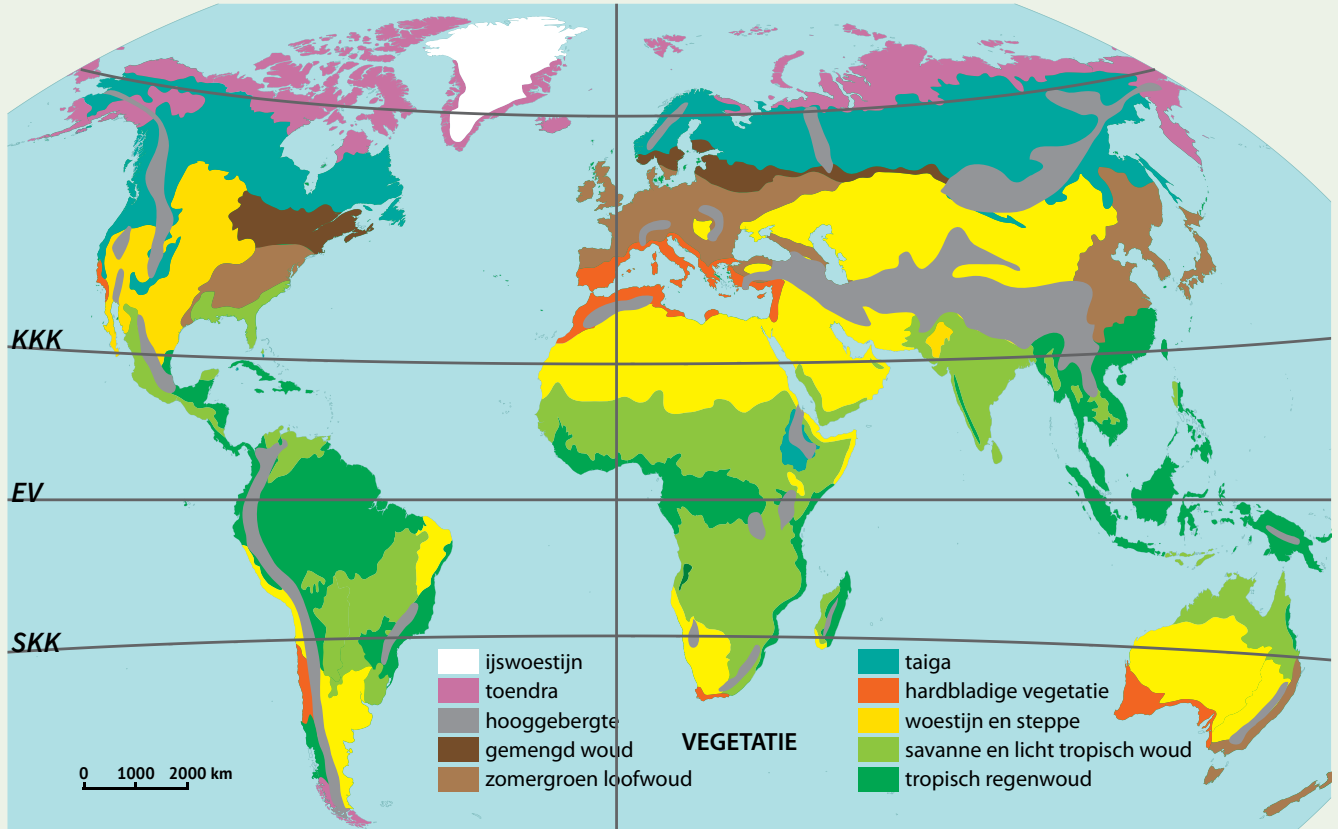 KKK
EV
SKK
ijswoestijn
toendra
hooggebergte
gemengd woud
zomergroen loofwoud
VEGETATIE
taiga
hardbladige vegetatie
woestijn en steppe
savanne en licht tropisch woud
tropisch regenwoud
0 1000 2000 km